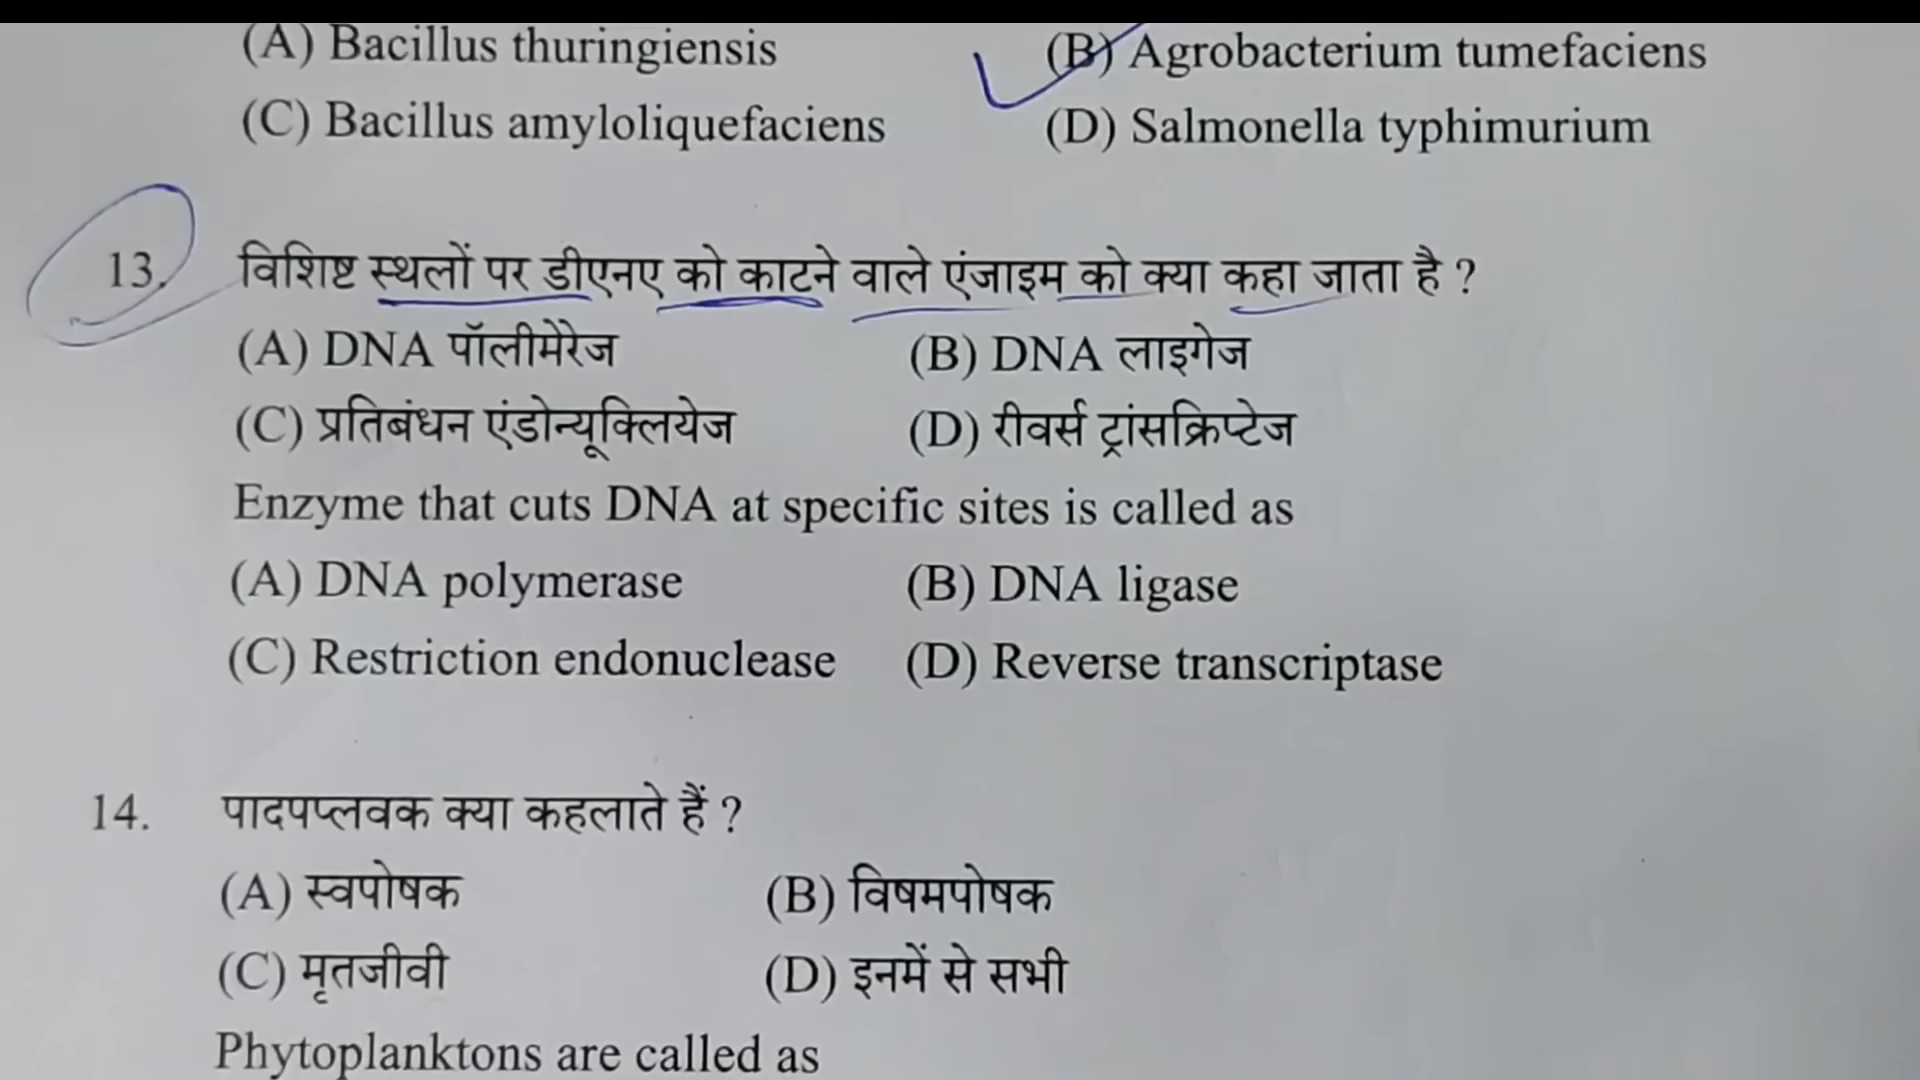 (A) Bacillus thuringiensis (B) Agrobacterium tumefaciens
(C) Bacillus amyloliquefaciens (D) Salmonella typhimurium
13. विशिष्ट स्थलों पर डीएनए को काटने वाले एंजाइम को क्या कहा जाता है ?
(A) DNA पॉलीमेरेज (B) DNA लाइगेज
(C) प्रतिबंधन एंडोन्यूक्लियेज (D) रीवर्स ट्रांसक्रिप्टेज
Enzyme that cuts DNA at specific sites is called as
(A) DNA polymerase (B) DNA ligase
(C) Restriction endonuclease (D) Reverse transcriptase
14. पादपप्लवक क्या कहलाते हैं ?
(A) स्वपोषक (B) विषमपोषक
(C) मृतजीवी (D) इनमें से सभी
Phytoplanktons are called as